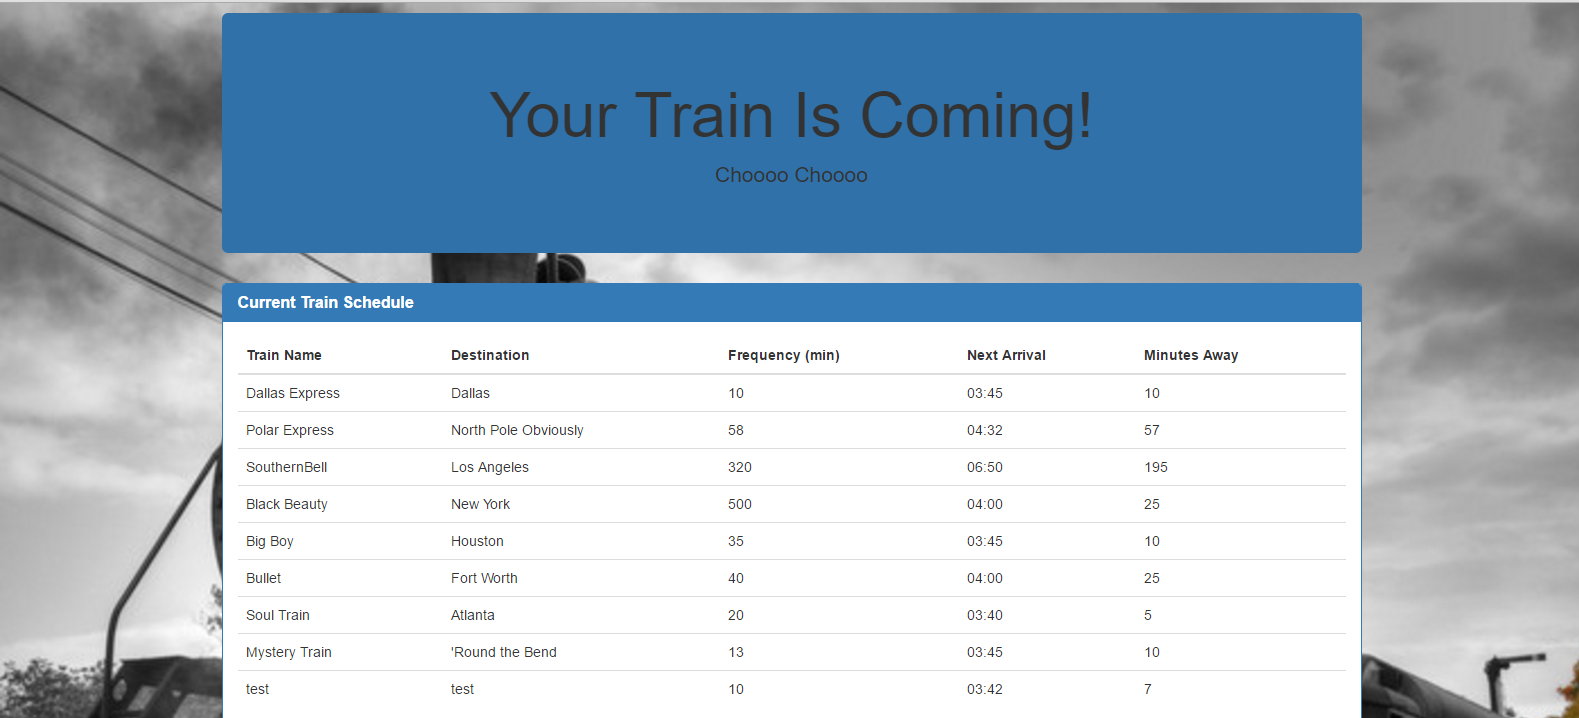 Your Train Is Coming!
Choooo Choooo
Current Train Schedule
Train Name Destination Frequency (min) Next Arrival Minutes Away
Dallas Express Dallas 10 03:45 10
Polar Express North Pole Obviously 58 04:32 57
SouthernBell Los Angeles 320 06:50 195
Black Beauty New York 500 04:00 25
Big Boy Houston 35 03:45 10
Bullet Fort Worth 40 04:00 25
Soul Train Atlanta 20 03:40 5
Mystery Train 'Round the Bend 13 03:45 10
test test 10 03:42 7